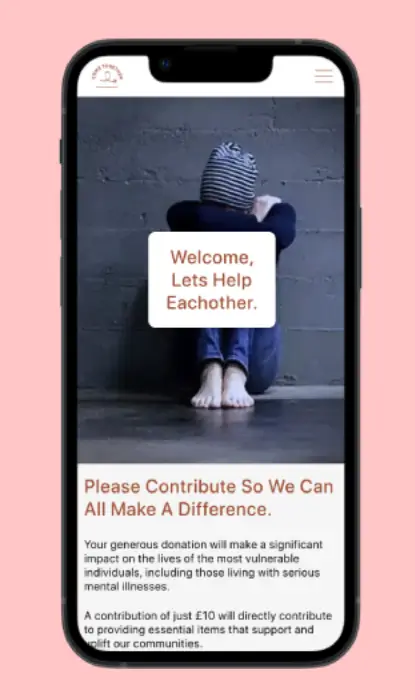 COME TOGETHER
Welcome,
Lets Help
Eachother.
Please Contribute So We Can
All Make A Difference.
Your generous donation will make a significant
impact on the lives of the most vulnerable
individuals, including those living with serious
mental illnesses.
A contribution of just £10 will directly contribute
to providing essential items that support and
uplift our communities.